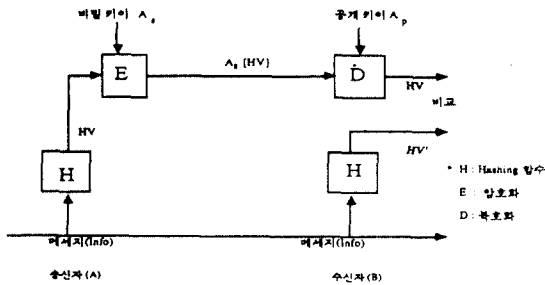 비밀 키이 As
공개 키이 Ap
E
As [HV]
D
HV
비교
HV
HV'
H
H
* H : Hashing 함수
E : 암호화
D : 복호화
메세지(Info)
메세지(Info)
송신자(A)
수신자(B)